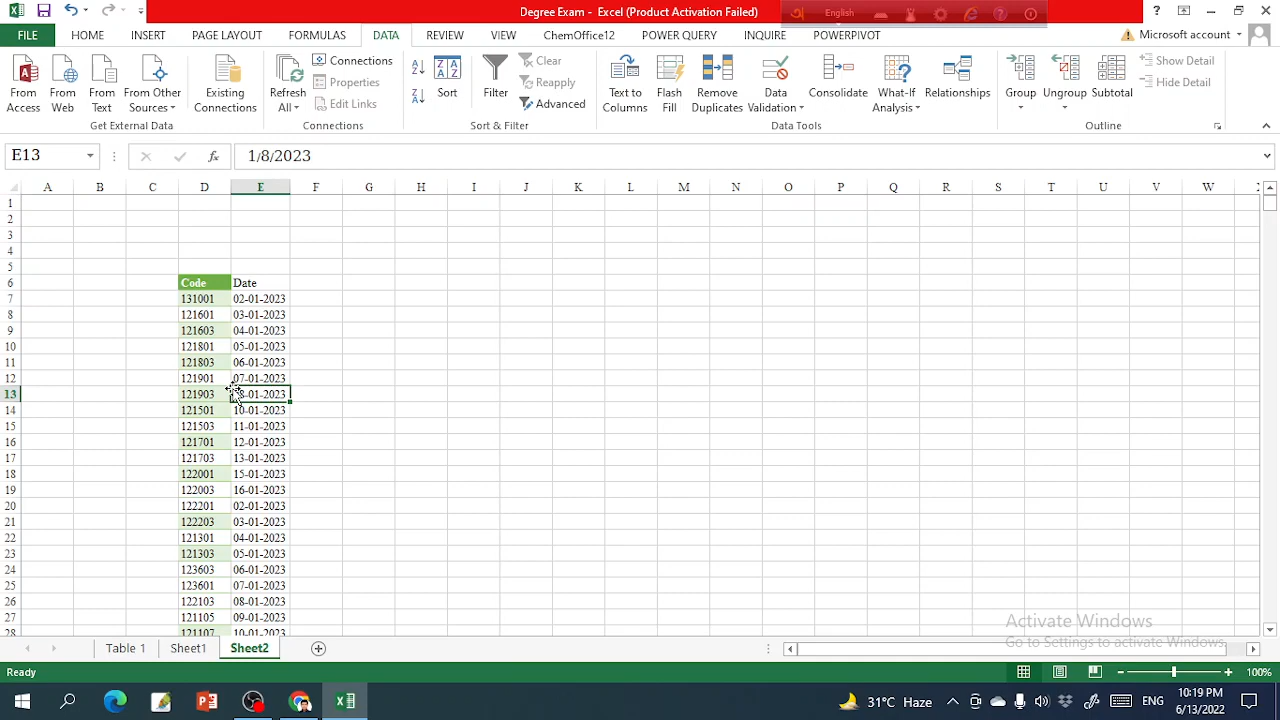 Degree Exam - Excel (Product Activation Failed)
English
?
FILE HOME INSERT PAGE LAYOUT FORMULAS DATA REVIEW VIEW ChemOffice12 POWER QUERY INQUIRE POWERPIVOT Microsoft account
From Access
From Web
From Text
From Other Sources
Existing Connections
Refresh All
Connections
Properties
Edit Links
Sort
Filter
Clear
Reapply
Advanced
Text to Columns
Flash Fill
Remove Duplicates
Data Validation
Consolidate
What-If Analysis
Relationships
Group
Ungroup
Subtotal
Show Detail
Hide Detail
Get External Data Connections Sort & Filter Data Tools Outline
E13 fx 1/8/2023
A B C D E F G H I J K L M N O P Q R S T U V W
1
2
3
4
5
6 Code Date
7 131001 02-01-2023
8 121601 03-01-2023
9 121603 04-01-2023
10 121801 05-01-2023
11 121803 06-01-2023
12 121901 07-01-2023
13 121903 8-01-2023
14 121501 10-01-2023
15 121503 11-01-2023
16 121701 12-01-2023
17 121703 13-01-2023
18 122001 15-01-2023
19 122003 16-01-2023
20 122201 02-01-2023
21 122203 03-01-2023
22 121301 04-01-2023
23 121303 05-01-2023
24 123603 06-01-2023
25 123601 07-01-2023
26 122103 08-01-2023
27 121105 09-01-2023
28 121107 10-01-2023
Activate Windows
Go to Settings to activate Windows.
Table 1 Sheet1 Sheet2
Ready 100%
31°C Haze ENG 10:19 PM
6/13/2022